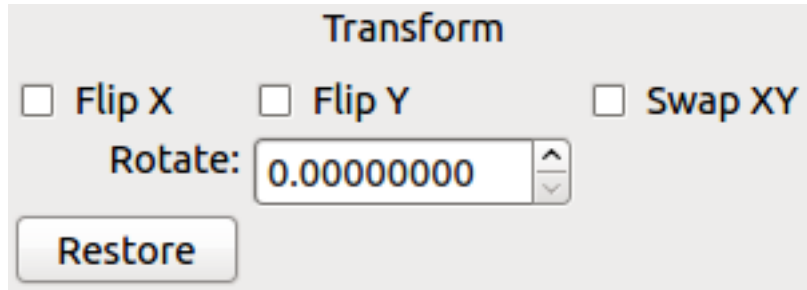 Transform
Flip X Flip Y Swap XY
Rotate: 0.00000000
Restore